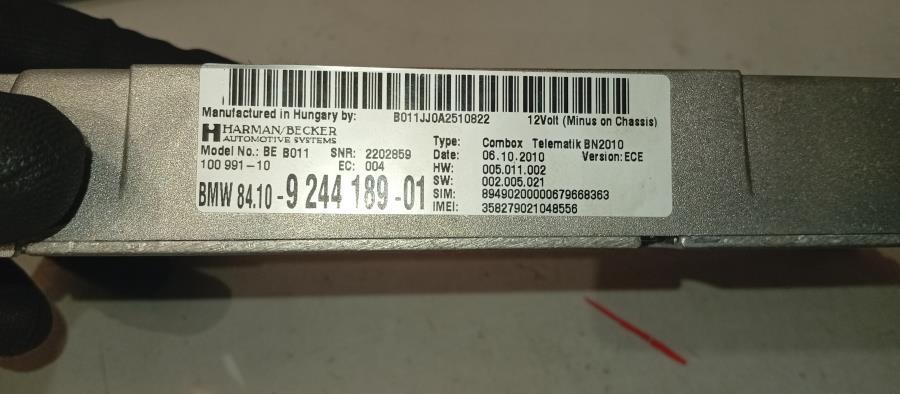 Manufactured in Hungary by: B011JJ0A2510822 12Volt (Minus on Chassis)
HARMAN/BECKER
AUTOMOTIVE SYSTEMS
Model No.: BE B011 SNR: 2202859
100 991-10 EC: 004
BMW 84.10-9 244 189-01
Type: Combox Telematik BN2010
Date: 06.10.2010 Version: ECE
HW: 005.011.002
SW: 002.005.021
SIM: 89490200000679668363
IMEI: 358279021048556